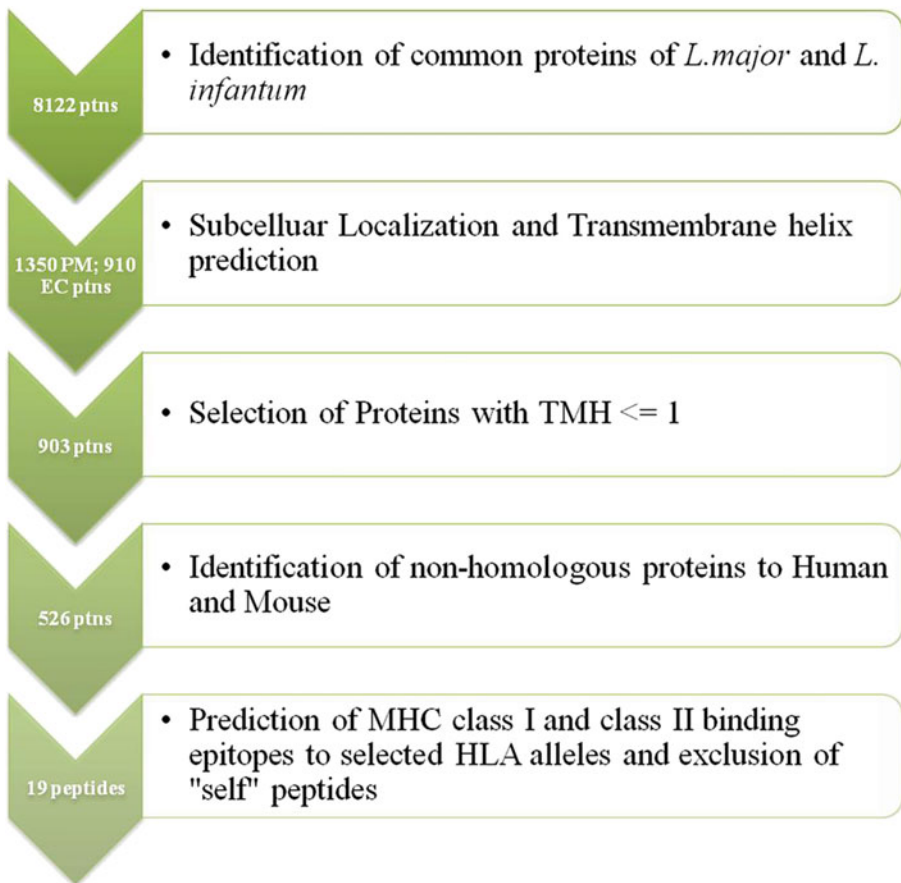 8122 ptns
• Identification of common proteins of L.major and L.
infantum
1350 PM; 910
EC ptns
• Subcelluar Localization and Transmembrane helix
prediction
903 ptns
• Selection of Proteins with TMH <= 1
526 ptns
• Identification of non-homologous proteins to Human
and Mouse
19 peptides
• Prediction of MHC class I and class II binding
epitopes to selected HLA alleles and exclusion of
"self" peptides